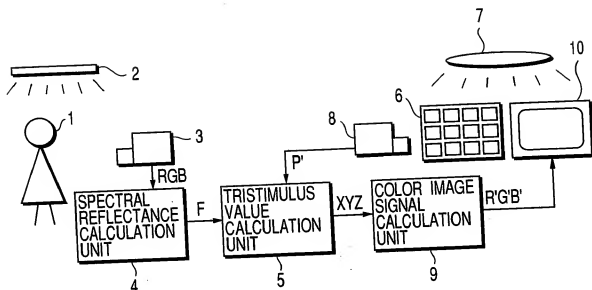 7
10
2
6
8
1
3
RGB
P'
SPECTRAL
REFLECTANCE
CALCULATION
UNIT
F
TRISTIMULUS
VALUE
CALCULATION
UNIT
XYZ
COLOR IMAGE
SIGNAL
CALCULATION
UNIT
R'G'B'
4
5
9